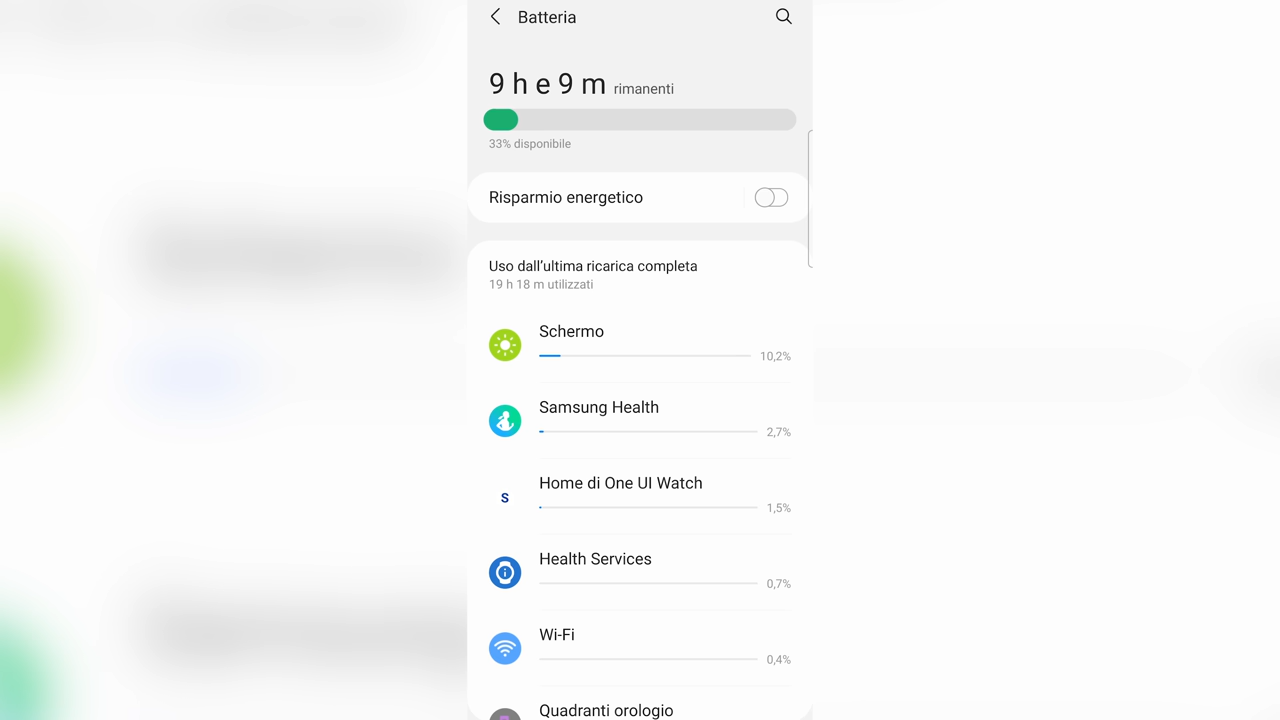 Batteria
9 h e 9 m rimanenti
33% disponibile
Risparmio energetico
Uso dall’ultima ricarica completa
19 h 18 m utilizzati
Schermo
10,2%
Samsung Health
2,7%
S
Home di One UI Watch
1,5%
Health Services
0,7%
Wi-Fi
0,4%
Quadranti orologio